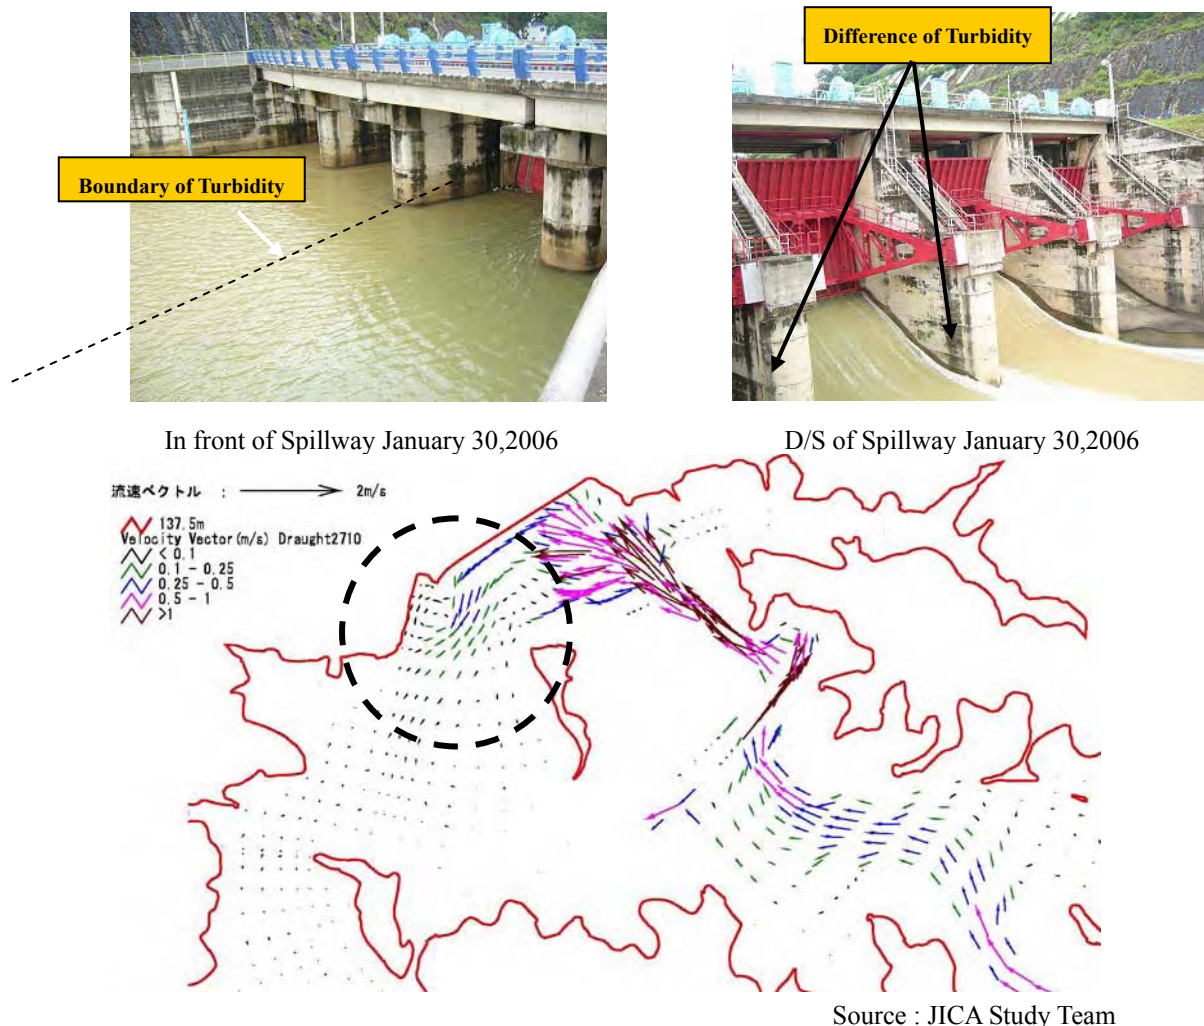 Difference of Turbidity
Boundary of Turbidity
In front of Spillway January 30,2006
D/S of Spillway January 30,2006
流速ベクトル : 2m/s
137.5m
Velocity Vector(m/s) Draught2710
< 0.1
0.1 - 0.25
0.25 - 0.5
0.5 - 1
>1
Source : JICA Study Team